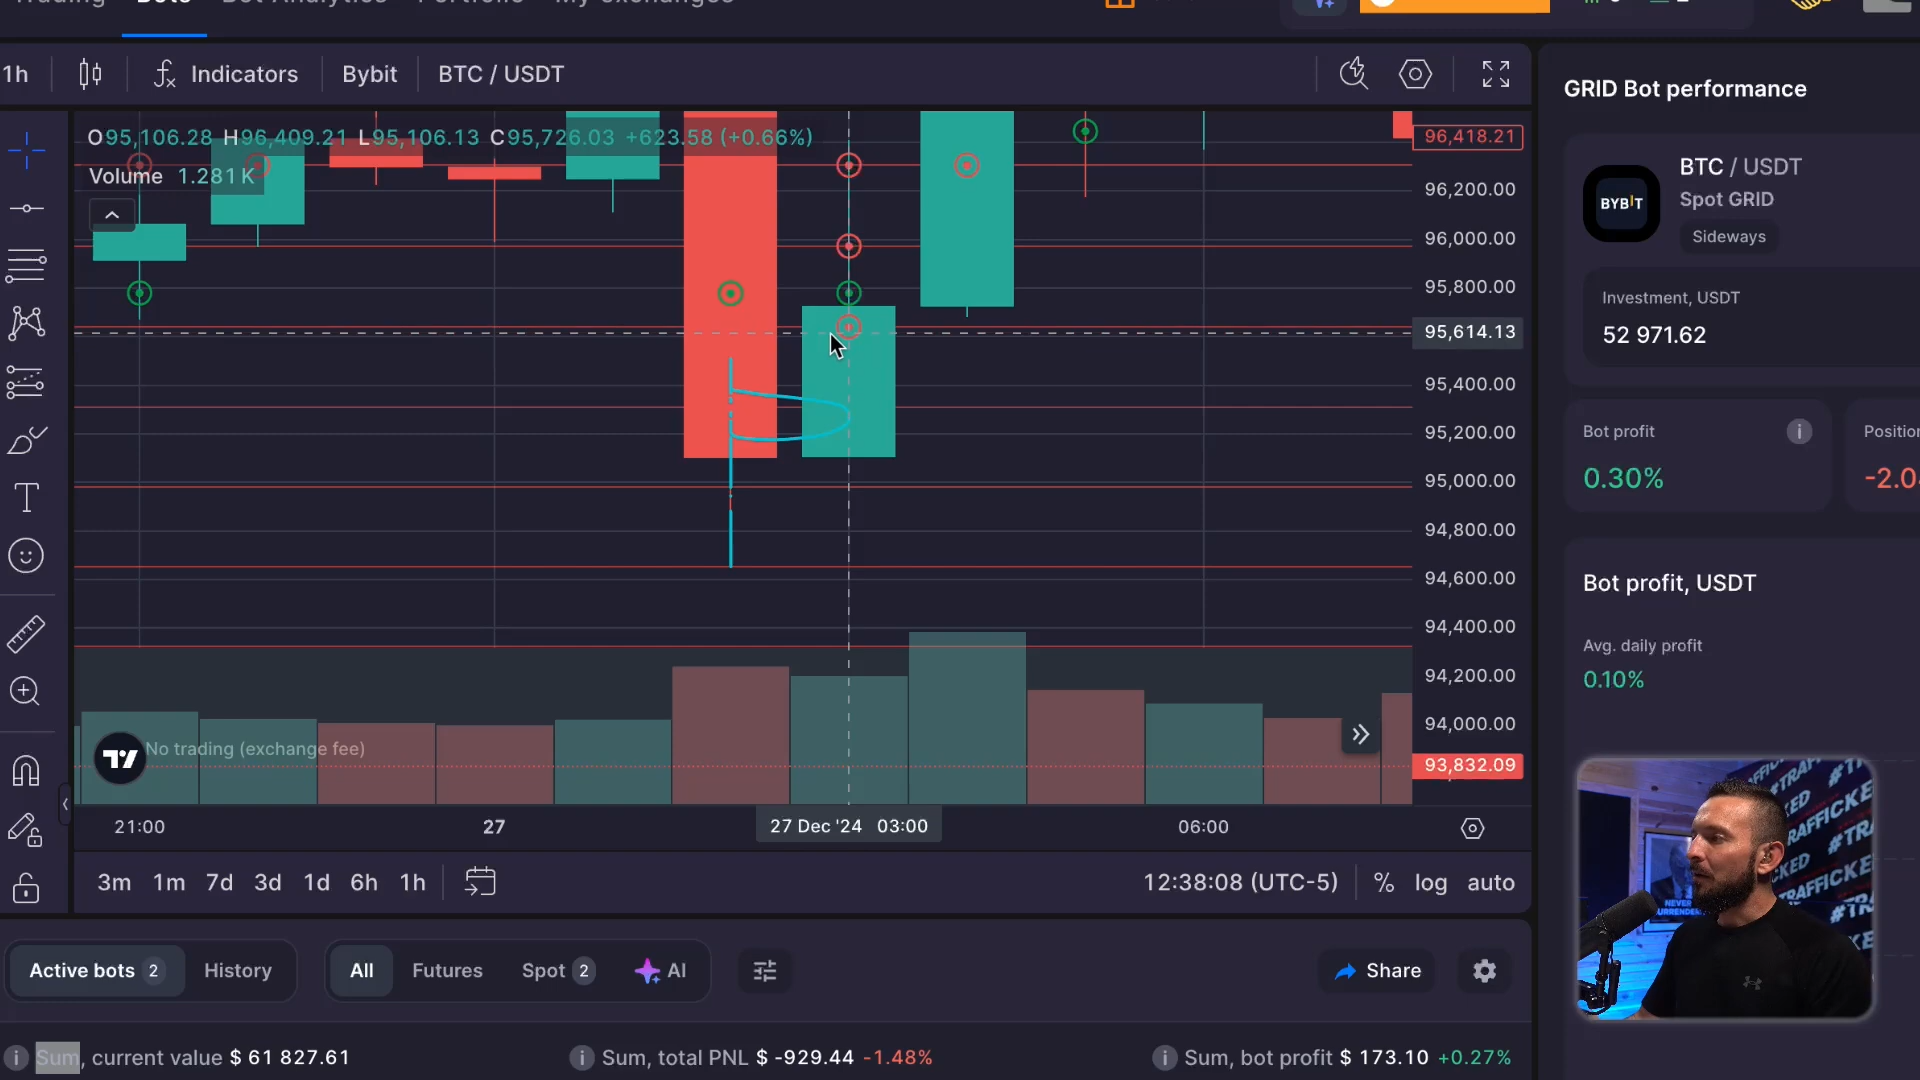 Trading Bots Bot Analytics Portfolio My exchanges
1h Indicators Bybit BTC / USDT
O95,106.28 H96,409.21 L95,106.13 C95,726.03 +623.58 (+0.66%)
Volume 1.281K
96,418.21
96,200.00
96,000.00
95,800.00
95,614.13
95,400.00
95,200.00
95,000.00
94,800.00
94,600.00
94,400.00
94,200.00
94,000.00
93,832.09
No trading (exchange fee)
21:00 27 27 Dec '24 03:00 06:00
3m 1m 7d 3d 1d 6h 1h 12:38:08 (UTC-5) % log auto
Active bots 2 History All Futures Spot 2 AI Share
Sum, current value $ 61 827.61 Sum, total PNL $ -929.44 -1.48% Sum, bot profit $ 173.10 +0.27%
GRID Bot performance
BYBIT
BTC / USDT
Spot GRID
Sideways
Investment, USDT
52 971.62
Bot profit
0.30%
Bot profit, USDT
Avg. daily profit
0.10%
NEVER
SURRENDER